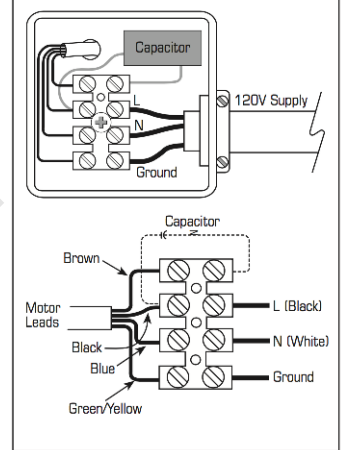 Capacitor
L
120V Supply
N
Ground
Capacitor
Brown
Motor
Leads
L (Black)
Black
N (White)
Blue
Ground
Green/Yellow